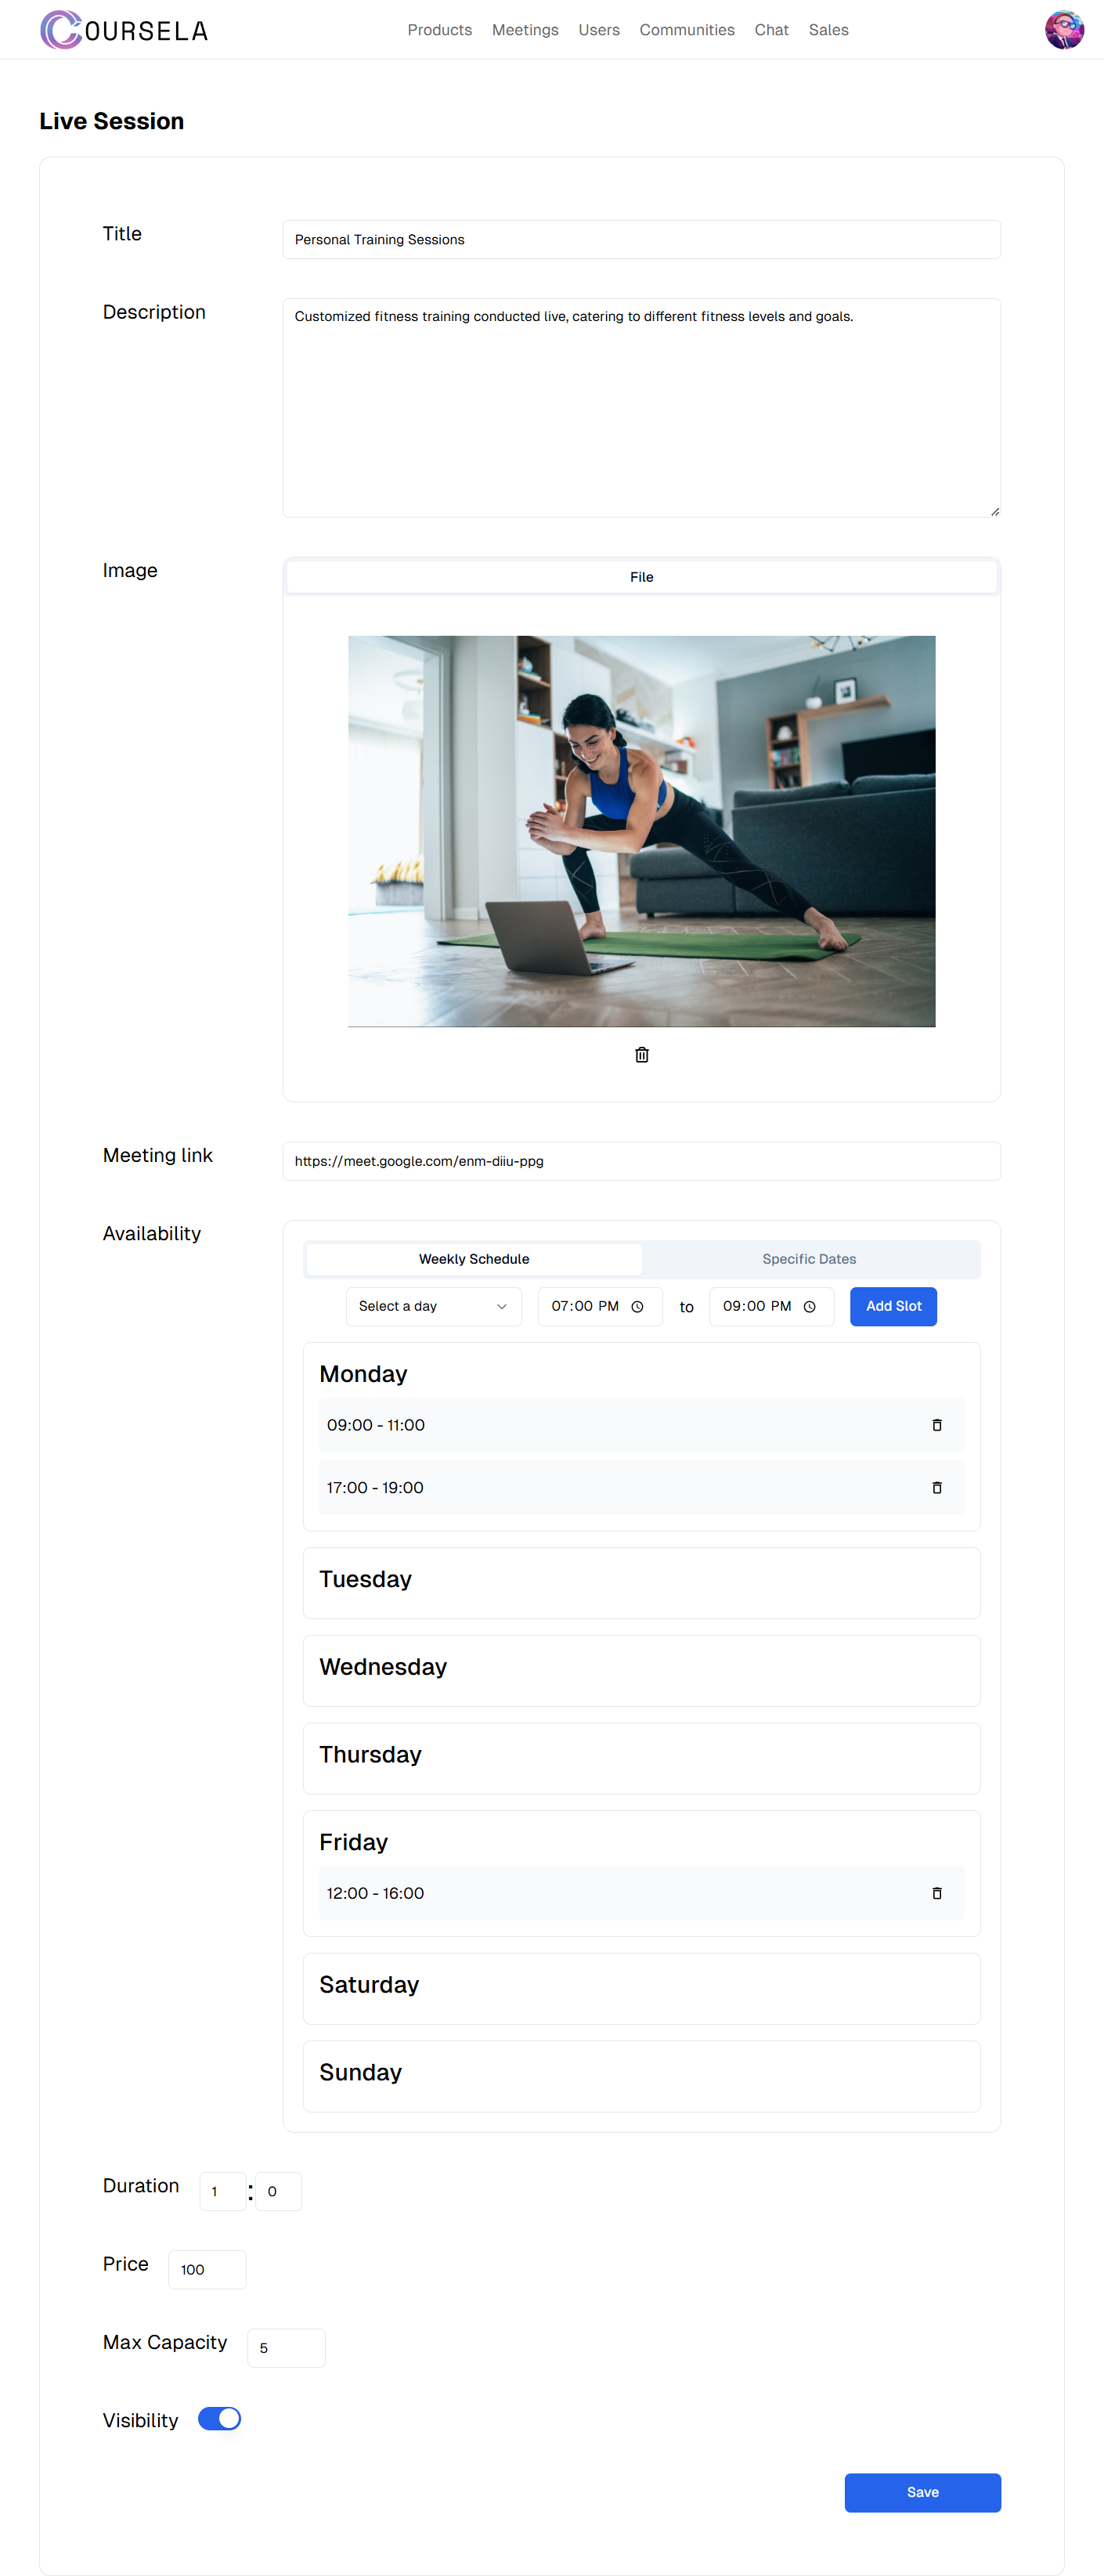 COURSELA
Products Meetings Users Communities Chat Sales
Live Session
Title
Personal Training Sessions
Description
Customized fitness training conducted live, catering to different fitness levels and goals.
Image
File
Meeting link
https://meet.google.com/enm-diiu-ppg
Availability
Weekly Schedule Specific Dates
Select a day 07:00 PM to 09:00 PM Add Slot
Monday
09:00 - 11:00
17:00 - 19:00
Tuesday
Wednesday
Thursday
Friday
12:00 - 16:00
Saturday
Sunday
Duration 1 : 0
Price 100
Max Capacity 5
Visibility
Save